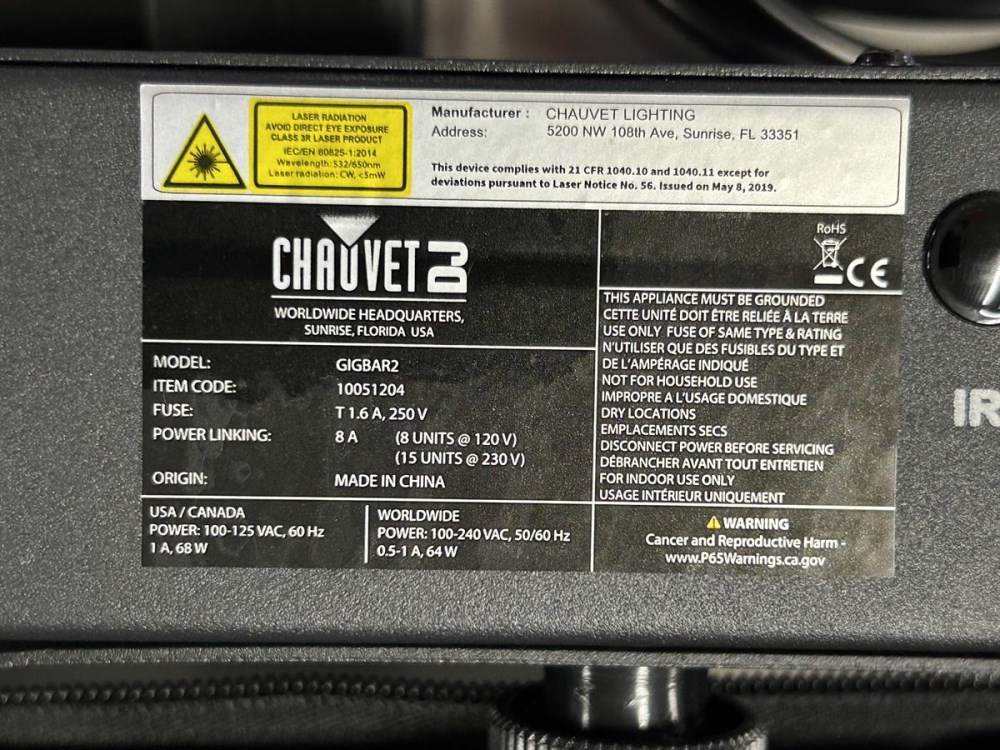 LASER RADIATION
AVOID DIRECT EYE EXPOSURE
CLASS 3R LASER PRODUCT
IEC/EN 60825-1:2014
Wavelength:532/650nm
Laser radiation: CW, <5mW
Manufacturer : CHAUVET LIGHTING
Address: 5200 NW 108th Ave, Sunrise, FL 33351
This device complies with 21 CFR 1040.10 and 1040.11 except for
deviations pursuant to Laser Notice No. 56. Issued on May 8, 2019.
CHAUVET DJ
WORLDWIDE HEADQUARTERS,
SUNRISE, FLORIDA USA
MODEL: GIGBAR2
ITEM CODE: 10051204
FUSE: T 1.6 A, 250 V
POWER LINKING: 8 A (8 UNITS @ 120 V)
(15 UNITS @ 230 V)
ORIGIN: MADE IN CHINA
USA / CANADA
POWER: 100-125 VAC, 60 Hz
1 A, 68 W
WORLDWIDE
POWER: 100-240 VAC, 50/60 Hz
0.5-1 A, 64 W
RoHS
CE
THIS APPLIANCE MUST BE GROUNDED
CETTE UNITÉ DOIT ÊTRE RELIÉE À LA TERRE
USE ONLY FUSE OF SAME TYPE & RATING
N'UTILISER QUE DES FUSIBLES DU TYPE ET
DE L'AMPÉRAGE INDIQUÉ
NOT FOR HOUSEHOLD USE
IMPROPRE A L'USAGE DOMESTIQUE
DRY LOCATIONS
EMPLACEMENTS SECS
DISCONNECT POWER BEFORE SERVICING
DÉBRANCHER AVANT TOUT ENTRETIEN
FOR INDOOR USE ONLY
USAGE INTÉRIEUR UNIQUEMENT
WARNING
Cancer and Reproductive Harm -
www.P65Warnings.ca.gov
IR